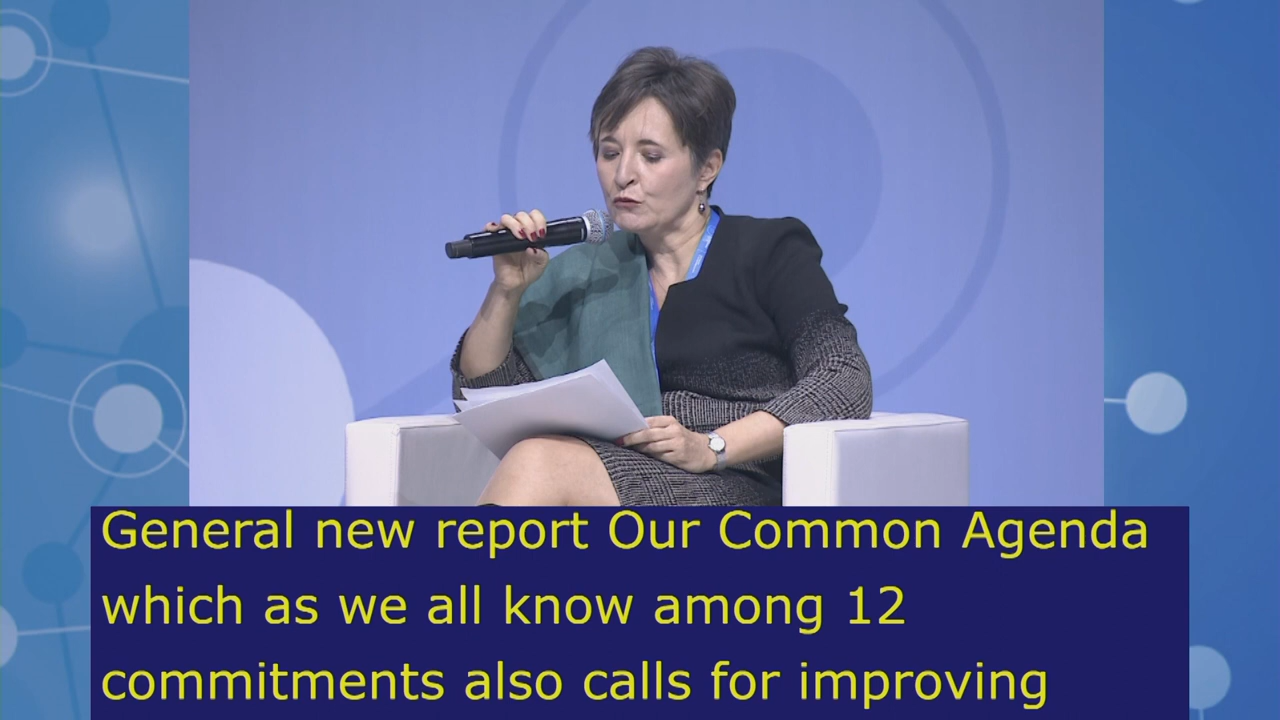 General new report Our Common Agenda
which as we all know among 12
commitments also calls for improving